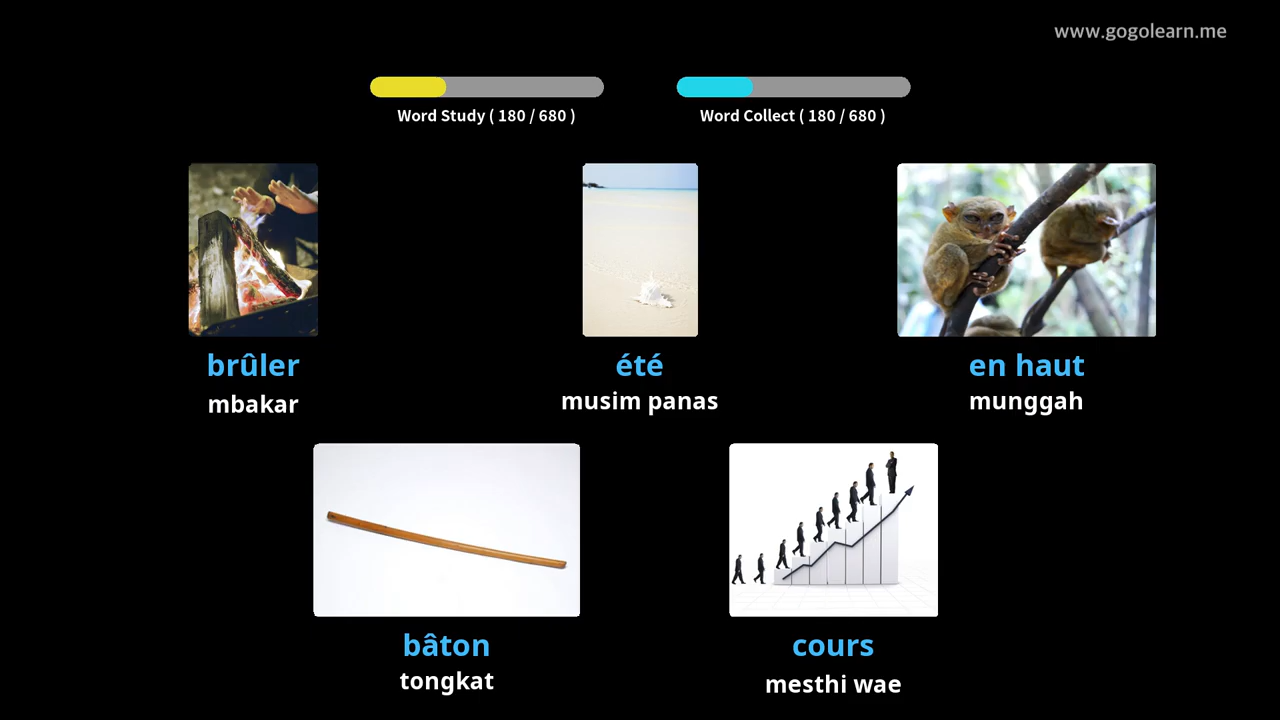 www.gogolearn.me
Word Study ( 180 / 680 )
Word Collect ( 180 / 680 )
brûler
mbakar
été
musim panas
en haut
munggah
bâton
tongkat
cours
mesthi wae